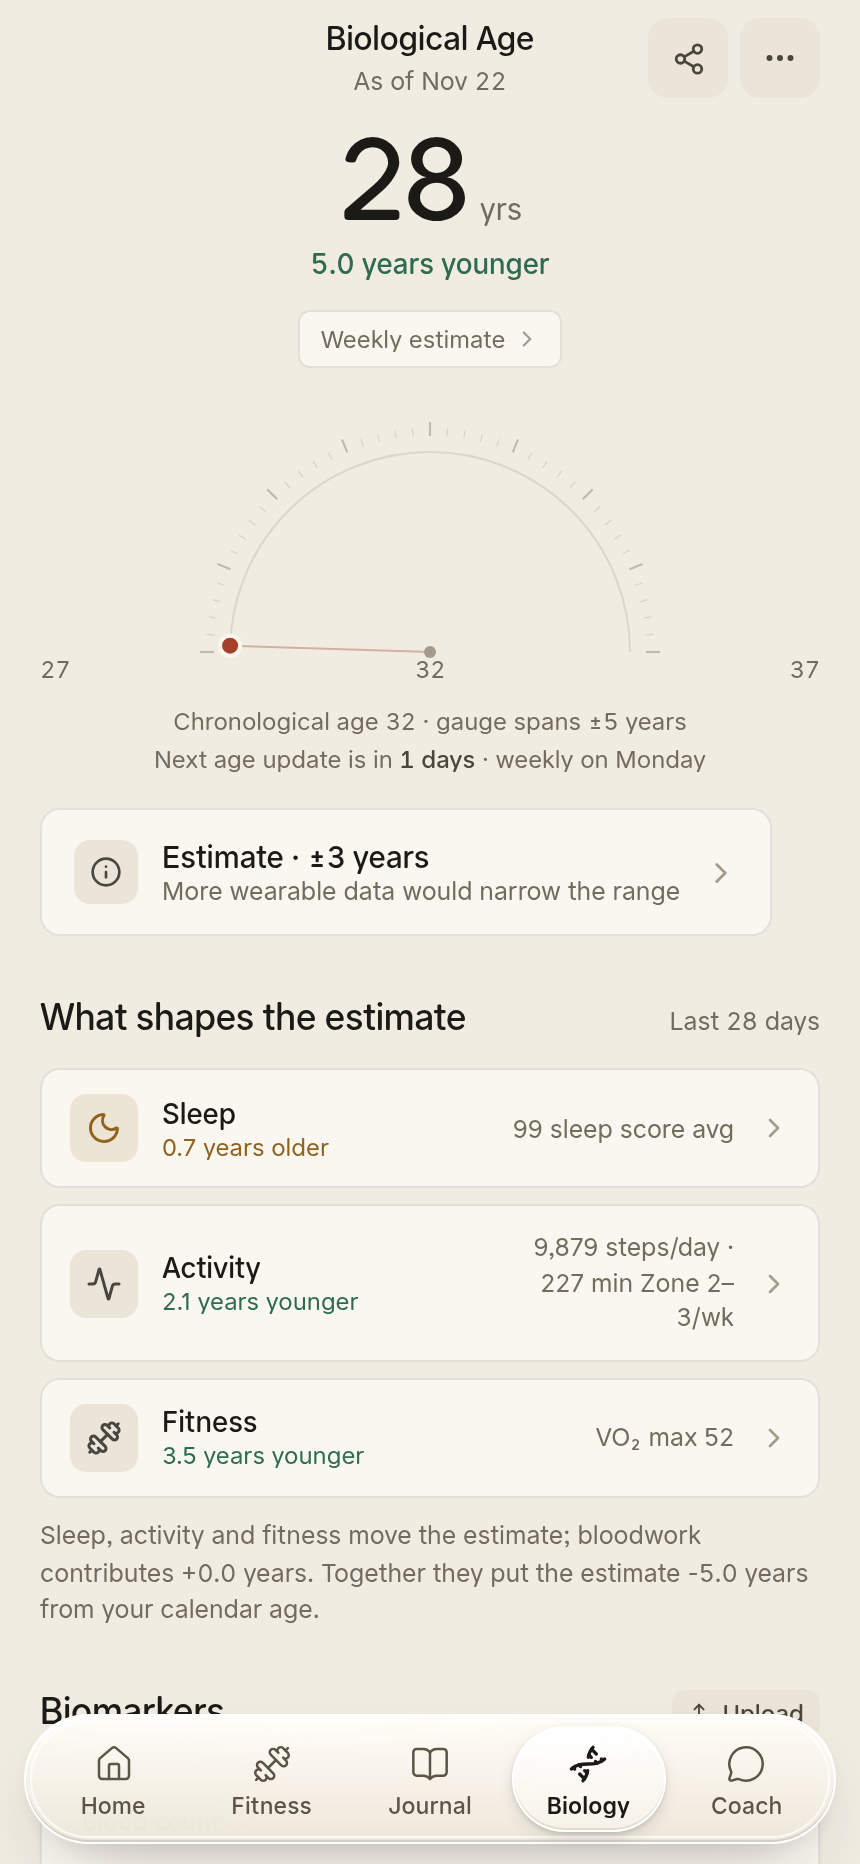 Biological Age
As of Nov 22
28 yrs
5.0 years younger
Weekly estimate
27
32
37
Chronological age 32 · gauge spans ±5 years
Next age update is in 1 days · weekly on Monday
Estimate · ±3 years
More wearable data would narrow the range
What shapes the estimate
Last 28 days
Sleep
0.7 years older
99 sleep score avg
Activity
2.1 years younger
9,879 steps/day ·
227 min Zone 2–
3/wk
Fitness
3.5 years younger
VO₂ max 52
Sleep, activity and fitness move the estimate; bloodwork
contributes +0.0 years. Together they put the estimate -5.0 years
from your calendar age.
Biomarkers
Upload
Blood count
Home
Fitness
Journal
Biology
Coach